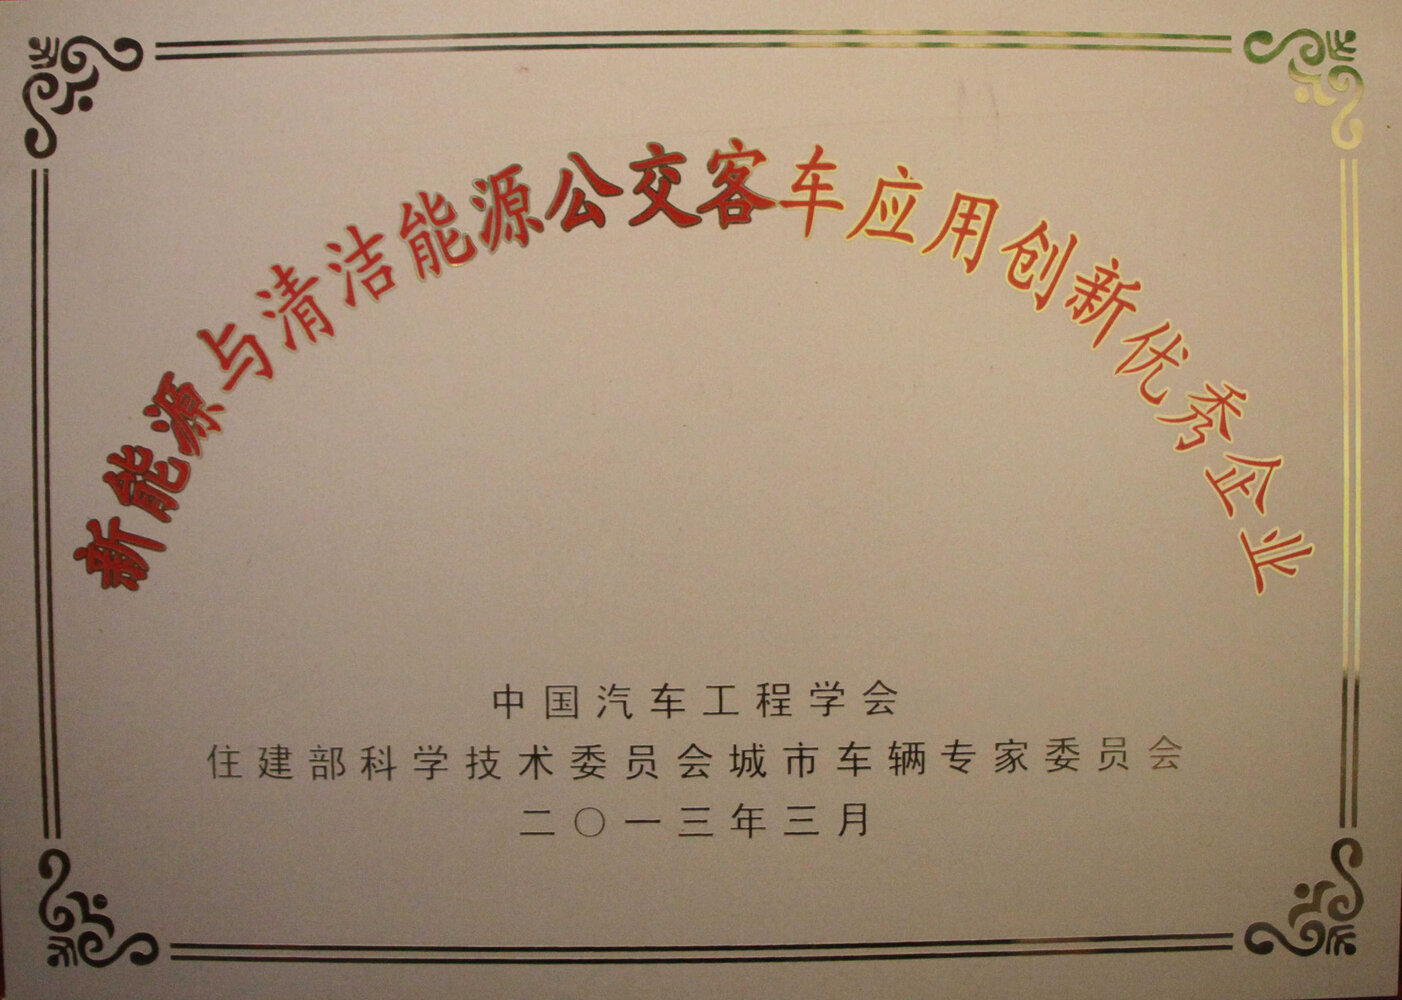 新能源与清洁能源公交客车应用创新优秀企业
中国汽车工程学会
住建部科学技术委员会城市车辆专家委员会
二〇一三年三月